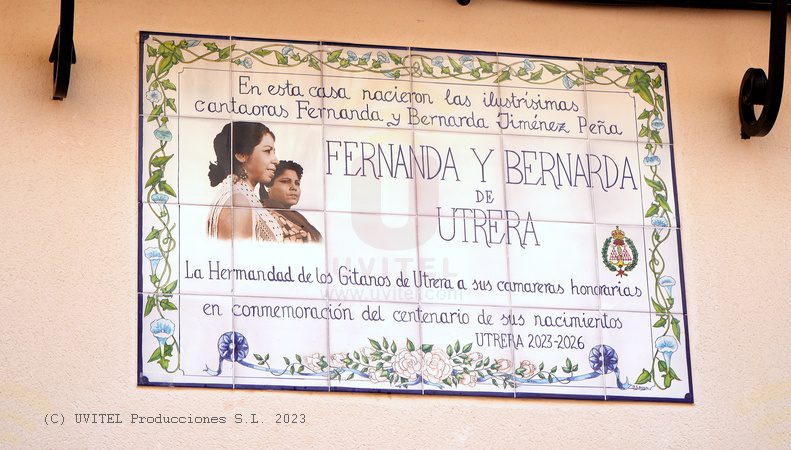 En esta casa nacieron las ilustrísimas
cantaoras Fernanda y Bernarda Jiménez Peña
FERNANDA Y BERNARDA
DE
UTRERA
UVITEL
www.uvitel.com
La Hermandad de los Gitanos de Utrera a sus camareras honorarias
en conmemoración del centenario de sus nacimientos
UTRERA 2023-2026
(C) UVITEL Producciones S.L. 2023